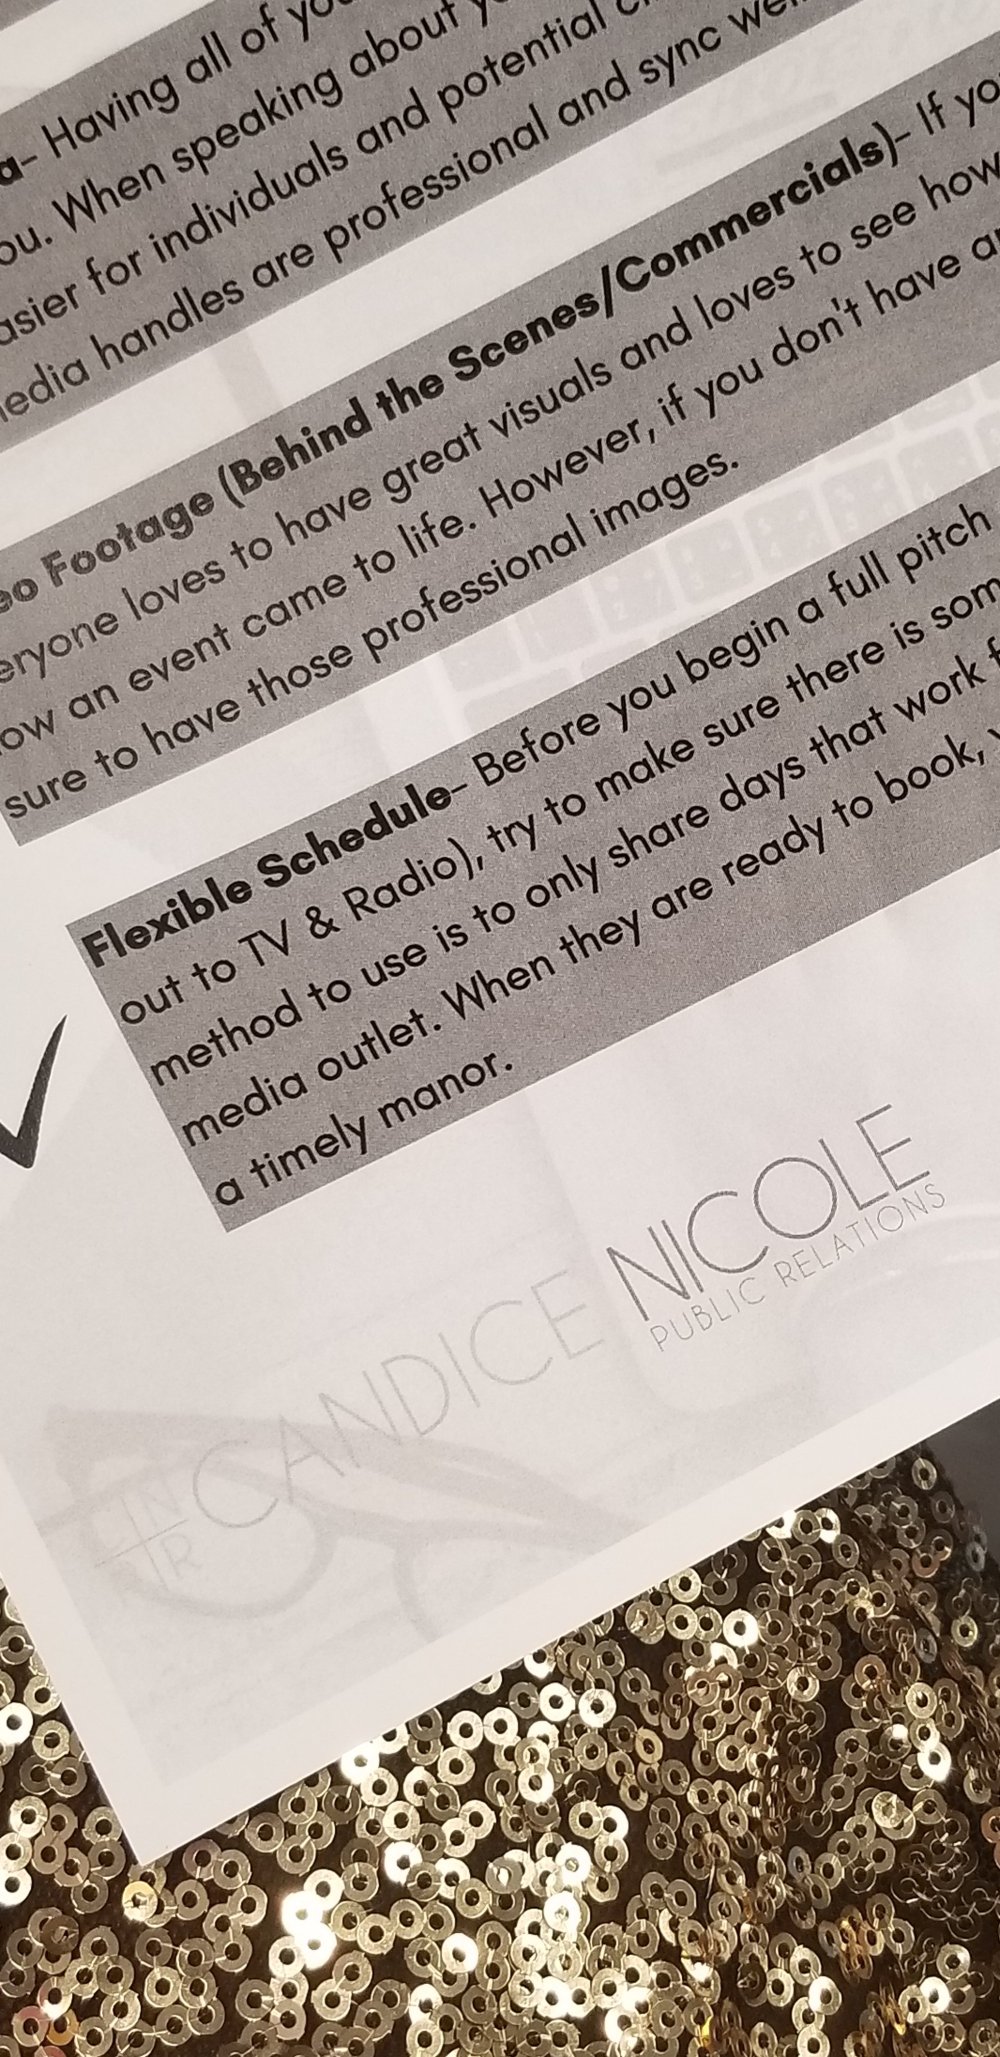 Having all of
ou. When speaking about
asier for individuals and potential
edia handles are professional and sync
eo Footage (Behind the Scenes/Commercials)- If yo
eryone loves to have great visuals and loves to see how
ow an event came to life. However, if you don't have
sure to have those professional images.
Flexible Schedule- Before you begin a full pitch
out to TV & Radio), try to make sure there is som
method to use is to only share days that work
media outlet. When they are ready to book,
a timely manor.
CANDICE NICOLE
PUBLIC RELATIONS